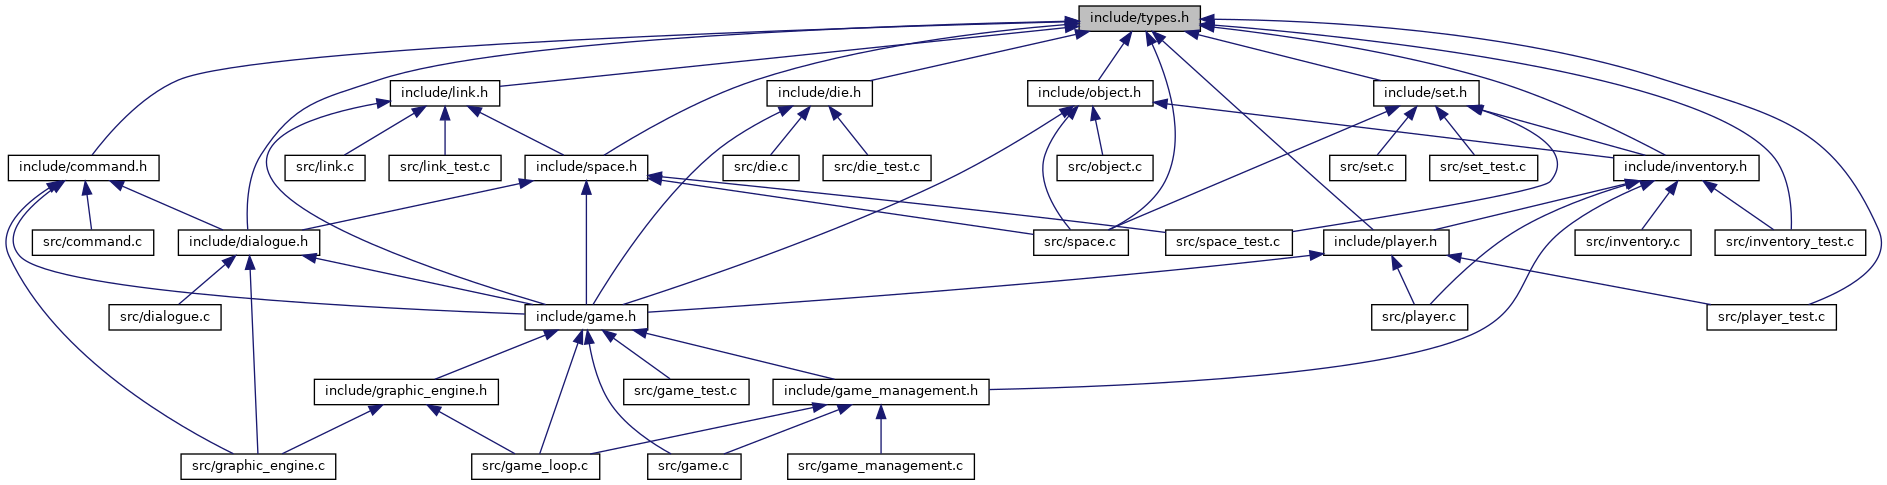 include/types.h
include/link.h
include/die.h
include/object.h
include/set.h
include/command.h
src/link.c
src/link_test.c
include/space.h
src/die.c
src/die_test.c
src/object.c
src/set.c
src/set_test.c
include/inventory.h
src/command.c
include/dialogue.h
src/space.c
src/space_test.c
include/player.h
src/inventory.c
src/inventory_test.c
src/dialogue.c
include/game.h
src/player.c
src/player_test.c
include/graphic_engine.h
src/game_test.c
include/game_management.h
src/graphic_engine.c
src/game_loop.c
src/game.c
src/game_management.c